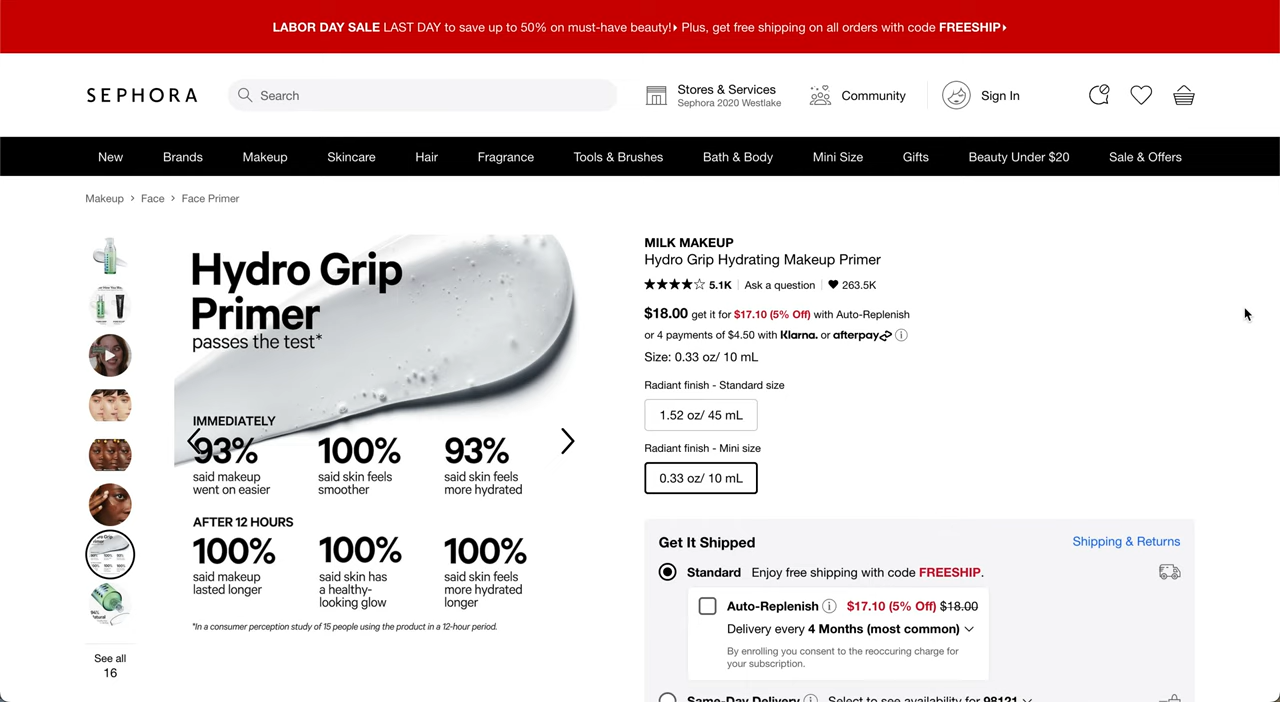 LABOR DAY SALE LAST DAY to save up to 50% on must-have beauty! Plus, get free shipping on all orders with code FREESHIP
SEPHORA
Search
Stores & Services
Sephora 2020 Westlake
Community
Sign In
New
Brands
Makeup
Skincare
Hair
Fragrance
Tools & Brushes
Bath & Body
Mini Size
Gifts
Beauty Under $20
Sale & Offers
Makeup > Face > Face Primer
See all
16
Hydro Grip
Primer
passes the test*
IMMEDIATELY
93%
said makeup
went on easier
100%
said skin feels
smoother
93%
said skin feels
more hydrated
AFTER 12 HOURS
100%
said makeup
lasted longer
100%
said skin has
a healthy-
looking glow
100%
said skin feels
more hydrated
longer
*In a consumer perception study of 15 people using the product in a 12-hour period.
MILK MAKEUP
Hydro Grip Hydrating Makeup Primer
5.1K
Ask a question
263.5K
$18.00 get it for $17.10 (5% Off) with Auto-Replenish
or 4 payments of $4.50 with Klarna. or afterpay
Size: 0.33 oz/ 10 mL
Radiant finish - Standard size
1.52 oz/ 45 mL
Radiant finish - Mini size
0.33 oz/ 10 mL
Get It Shipped
Shipping & Returns
Standard Enjoy free shipping with code FREESHIP.
Auto-Replenish $17.10 (5% Off) $18.00
Delivery every 4 Months (most common)
By enrolling you consent to the reoccuring charge for
your subscription.
Same-Day Delivery Select to see availability for 98121